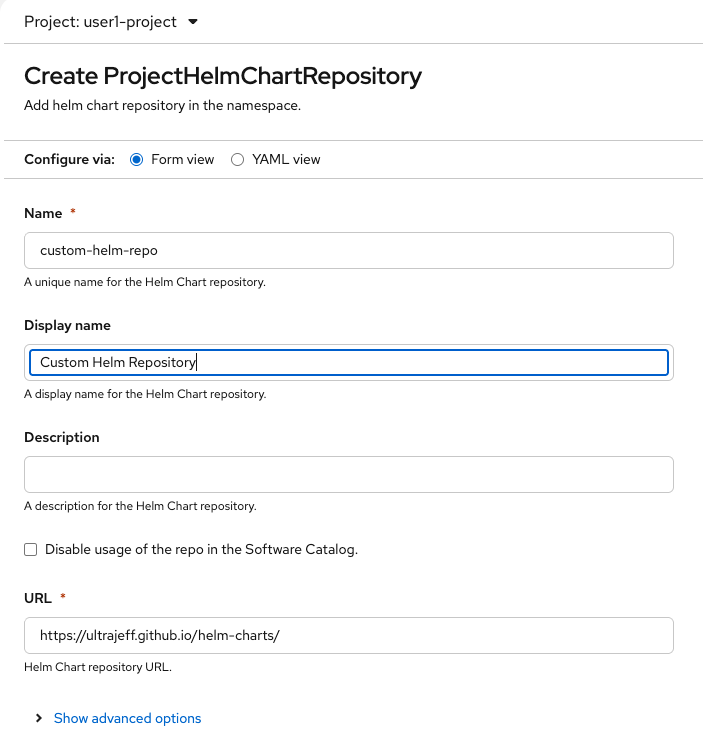 Project: user1-project
Create ProjectHelmChartRepository
Add helm chart repository in the namespace.
Configure via: Form view YAML view
Name *
custom-helm-repo
A unique name for the Helm Chart repository.
Display name
Custom Helm Repository
A display name for the Helm Chart repository.
Description
A description for the Helm Chart repository.
Disable usage of the repo in the Software Catalog.
URL *
https://ultrajeff.github.io/helm-charts/
Helm Chart repository URL.
Show advanced options